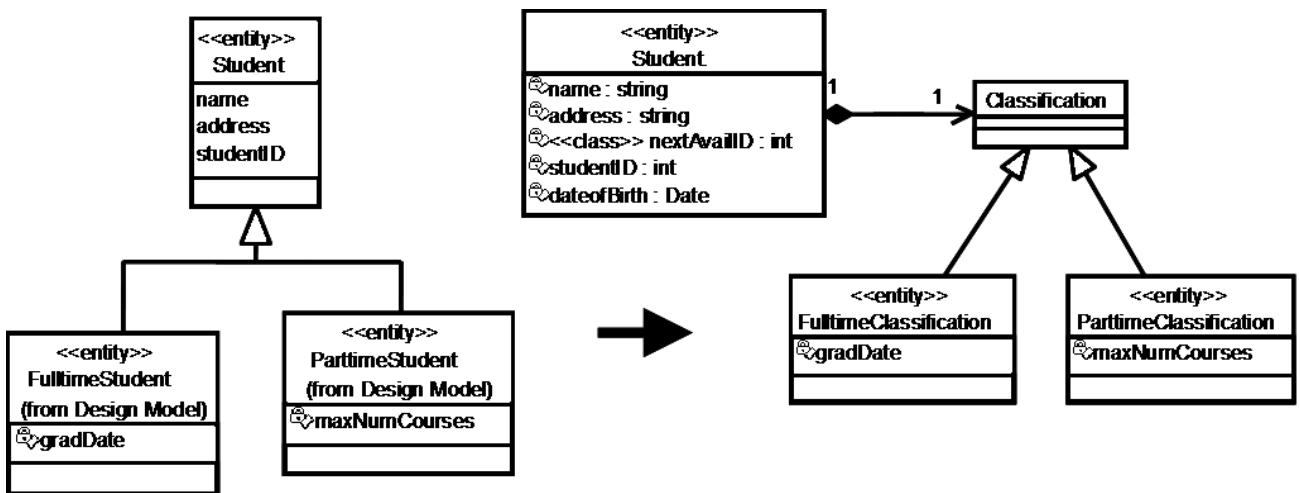 <<entity>>
Student
name
address
studentID
<<entity>>
FulltimeStudent
(from Design Model)
gradDate
<<entity>>
ParttimeStudent
(from Design Model)
maxNumCourses
<<entity>>
Student
name : string
address : string
<<class>> nextAvailID : int
studentID : int
dateofBirth : Date
1
1
Classification
<<entity>>
FulltimeClassification
gradDate
<<entity>>
ParttimeClassification
maxNumCourses